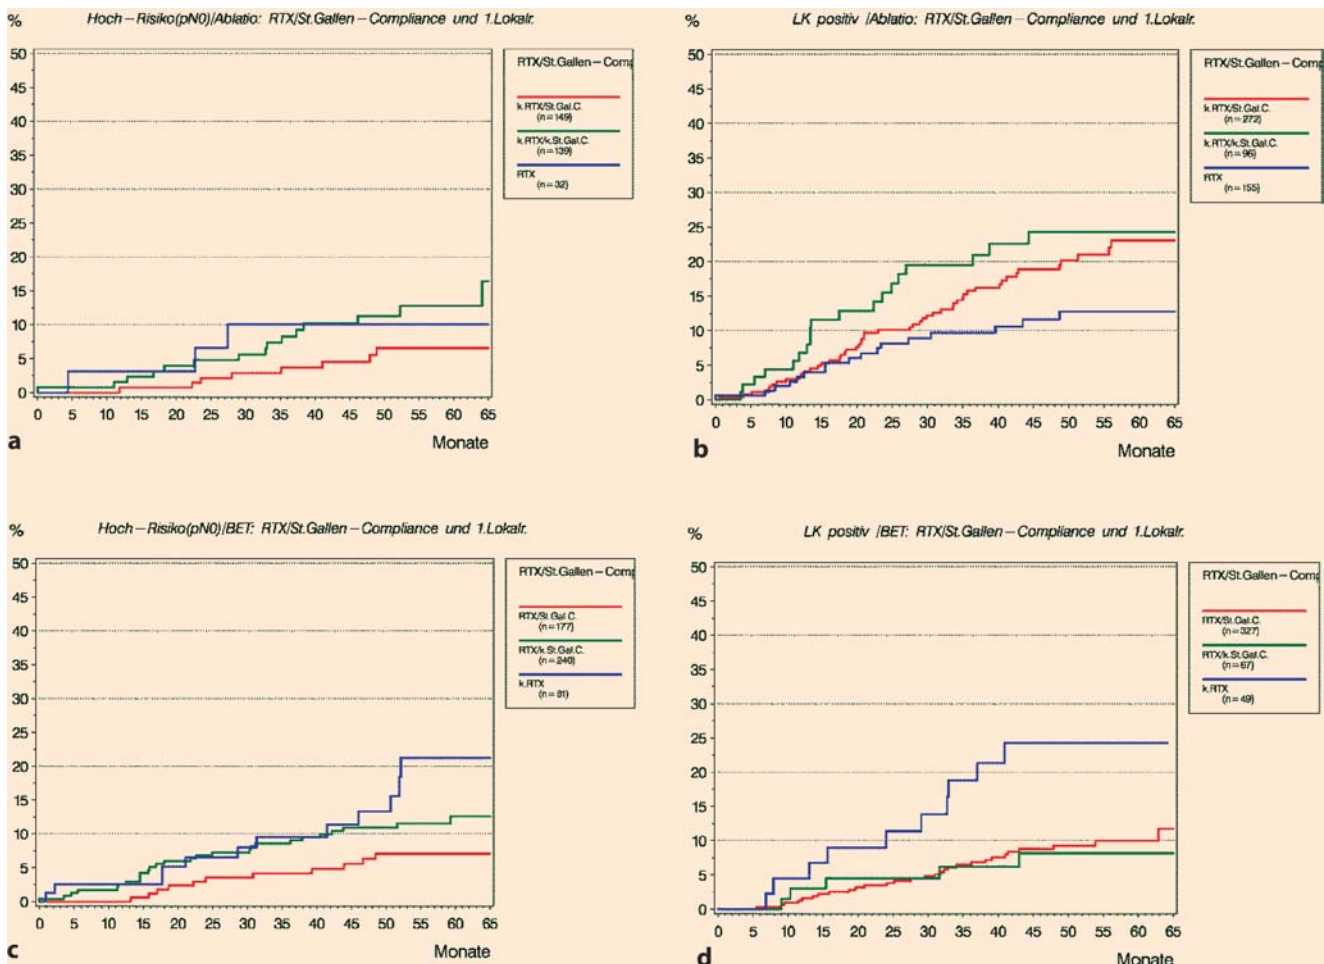 % Hoch – Risiko(pN0)/Ablatio: RTX/St.Gallen – Compliance und 1.Lokalr.
50
45
40
35
30
25
20
15
10
5
0
0 5 10 15 20 25 30 35 40 45 50 55 60 65
Monate
a
RTX/St.Gallen – Comp
k.RTX/St.Gal.C.
(n=149)
k.RTX/k.St.Gal.C.
(n=139)
RTX
(n=32)
% LK positiv /Ablatio: RTX/St.Gallen – Compliance und 1.Lokalr.
50
45
40
35
30
25
20
15
10
5
0
0 5 10 15 20 25 30 35 40 45 50 55 60 65
Monate
b
RTX/St.Gallen – Comp
k.RTX/St.Gal.C.
(n=272)
k.RTX/k.St.Gal.C.
(n=96)
RTX
(n=155)
% Hoch – Risiko(pN0)/BET: RTX/St.Gallen – Compliance und 1.Lokalr.
50
45
40
35
30
25
20
15
10
5
0
0 5 10 15 20 25 30 35 40 45 50 55 60 65
Monate
c
RTX/St.Gallen – Comp
RTX/St.Gal.C.
(n=177)
RTX/k.St.Gal.C.
(n=240)
k.RTX
(n=81)
% LK positiv /BET: RTX/St.Gallen – Compliance und 1.Lokalr.
50
45
40
35
30
25
20
15
10
5
0
0 5 10 15 20 25 30 35 40 45 50 55 60 65
Monate
d
RTX/St.Gallen – Comp
RTX/St.Gal.C.
(n=327)
RTX/k.St.Gal.C.
(n=67)
k.RTX
(n=49)